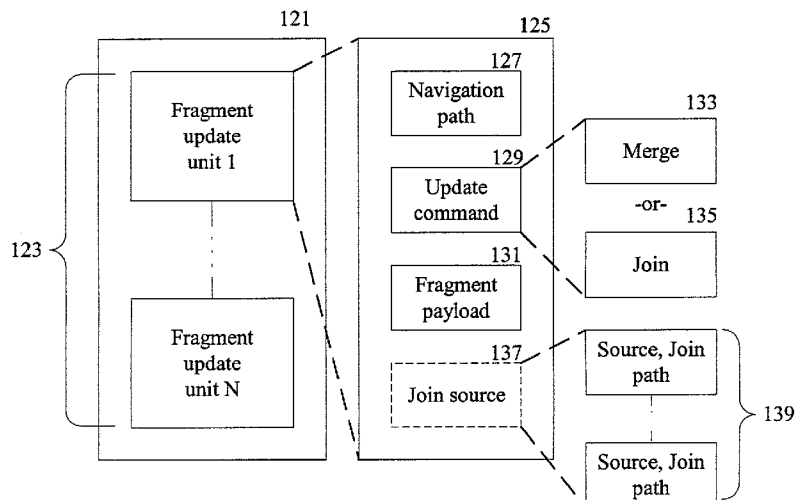 121
Fragment
update
unit 1
123
Fragment
update
unit N
125
127
Navigation
path
129
Update
command
131
Fragment
payload
137
Join source
133
Merge
-or-
135
Join
Source, Join
path
Source, Join
path
139